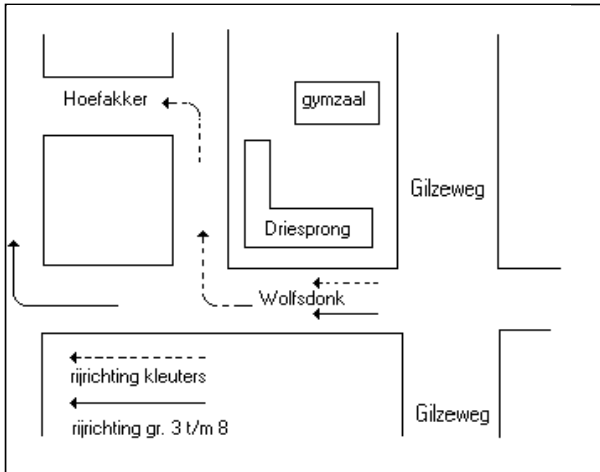 Hoefakker
gymzaal
Gilzeweg
Driesprong
Wolfsdonk
rijrichting kleuters
Gilzeweg
rijrichting gr. 3 t/m 8